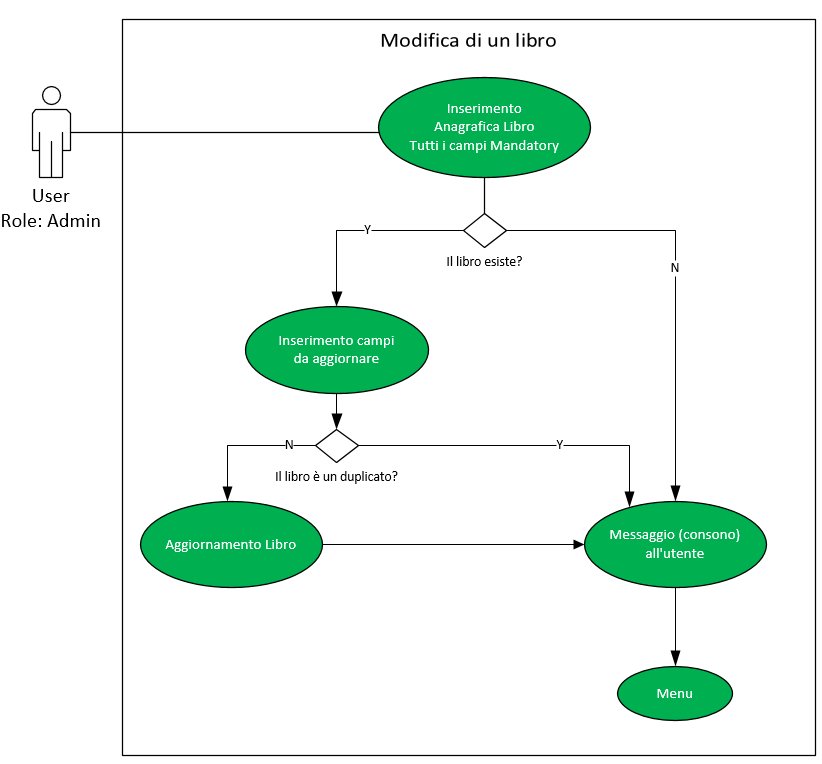 Modifica di un libro
Inserimento
Anagrafica Libro
Tutti i campi Mandatory
User
Role: Admin
Y
Il libro esiste?
N
Inserimento campi
da aggiornare
N
Y
Il libro è un duplicato?
Aggiornamento Libro
Messaggio (consono)
all'utente
Menu